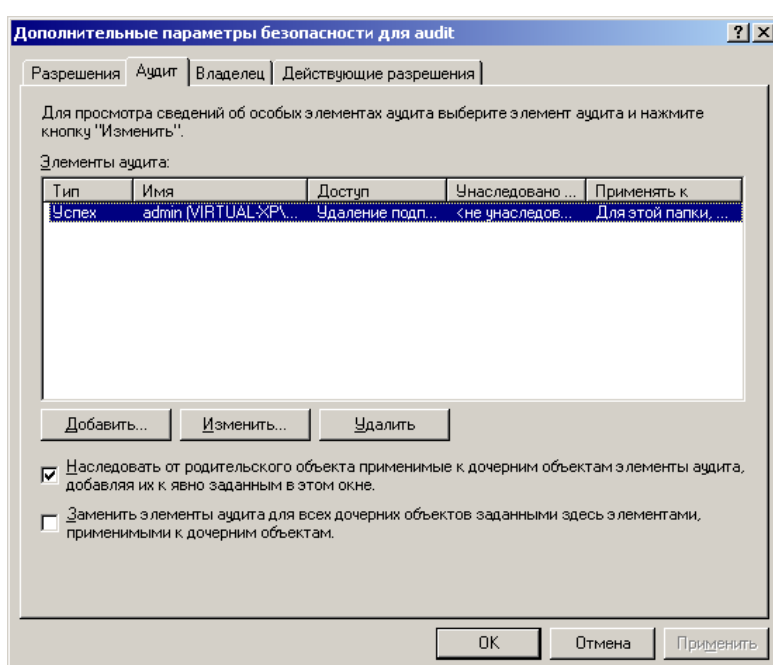 Дополнительные параметры безопасности для audit
Разрешения Аудит Владелец Действующие разрешения
Для просмотра сведений об особых элементах аудита выберите элемент аудита и нажмите
кнопку "Изменить".
Элементы аудита:
Тип Имя Доступ Унаследовано ... Применять к
Успех admin (VIRTUAL-XP\... Удаление подп... <не унаследов... Для этой папки, ...
Добавить... Изменить... Удалить
Наследовать от родительского объекта применимые к дочерним объектам элементы аудита,
добавляя их к явно заданным в этом окне.
Заменить элементы аудита для всех дочерних объектов заданными здесь элементами,
применимыми к дочерним объектам.
OK Отмена Применить